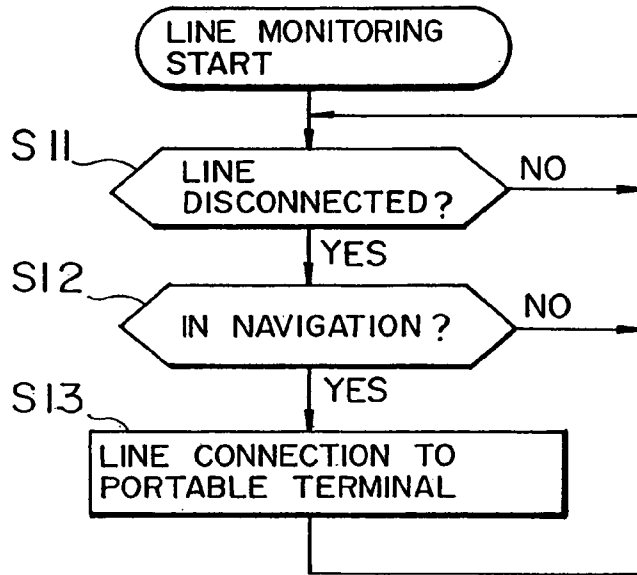 LINE MONITORING
START
S11
LINE
DISCONNECTED?
NO
YES
S12
IN NAVIGATION?
NO
YES
S13
LINE CONNECTION TO
PORTABLE TERMINAL